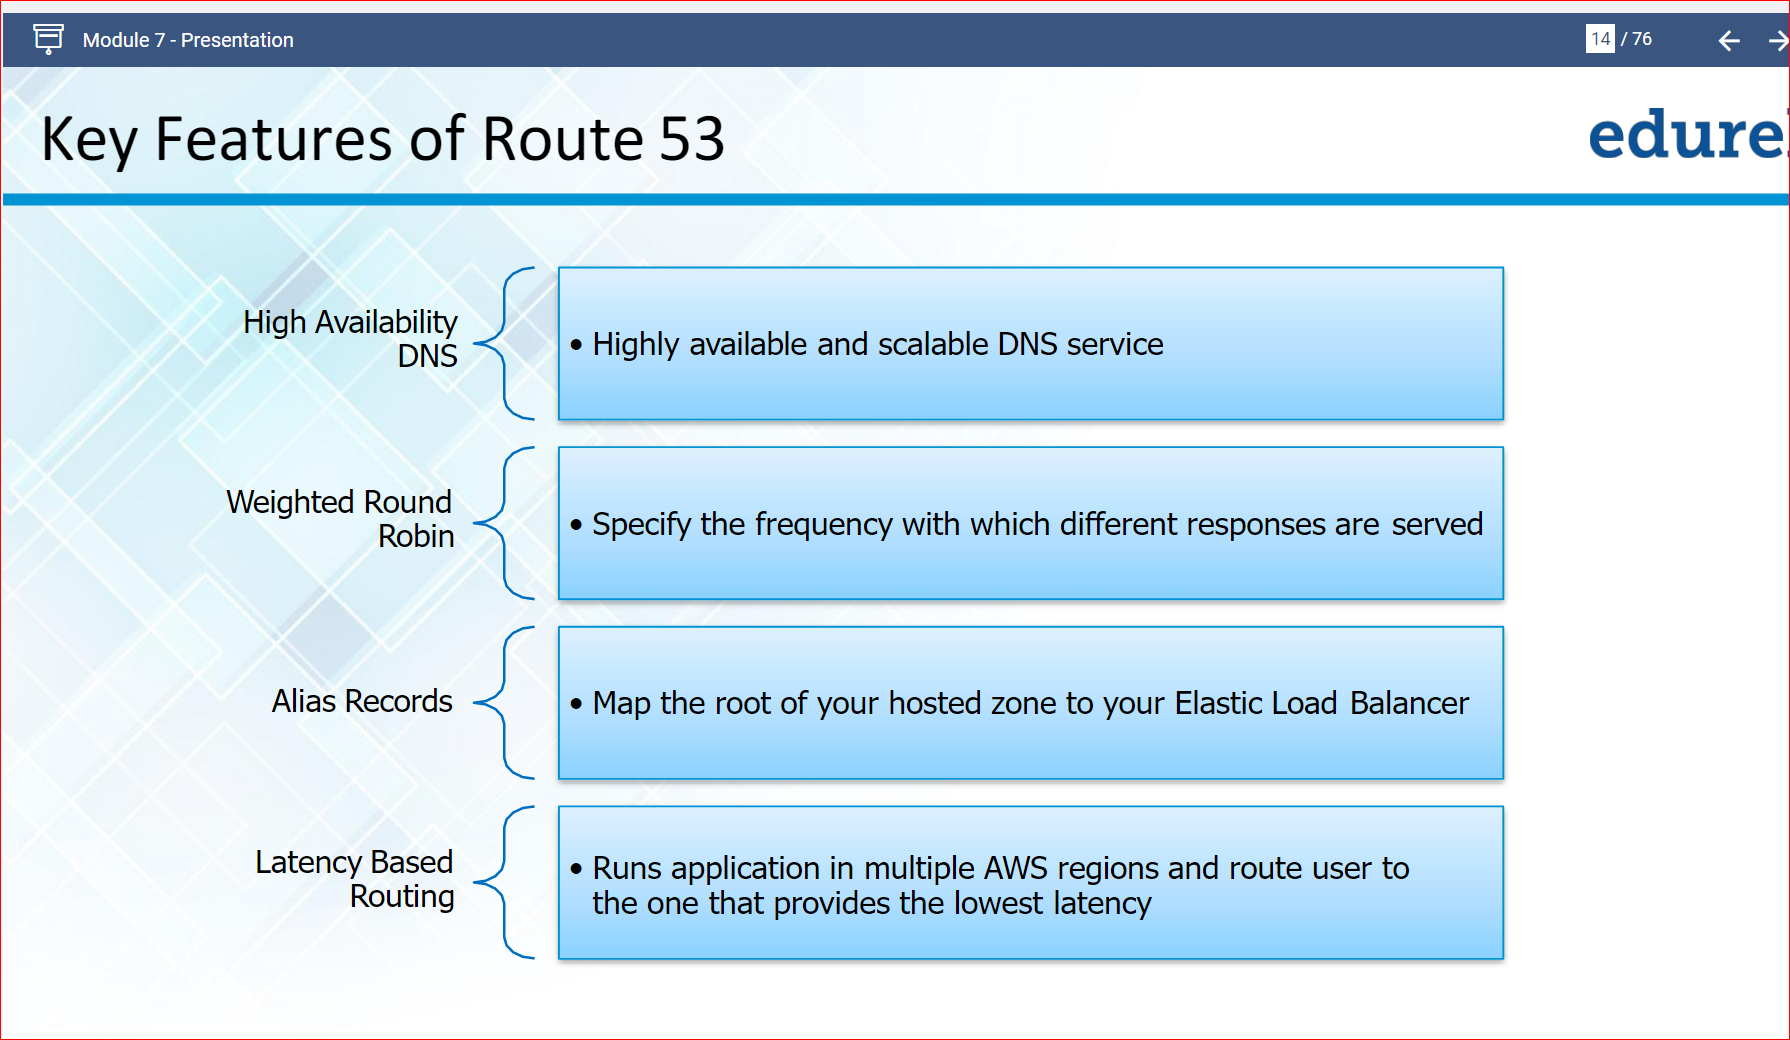 Module 7 - Presentation
14 / 76
Key Features of Route 53
High Availability
DNS
• Highly available and scalable DNS service
Weighted Round
Robin
• Specify the frequency with which different responses are served
Alias Records
• Map the root of your hosted zone to your Elastic Load Balancer
Latency Based
Routing
• Runs application in multiple AWS regions and route user to
the one that provides the lowest latency